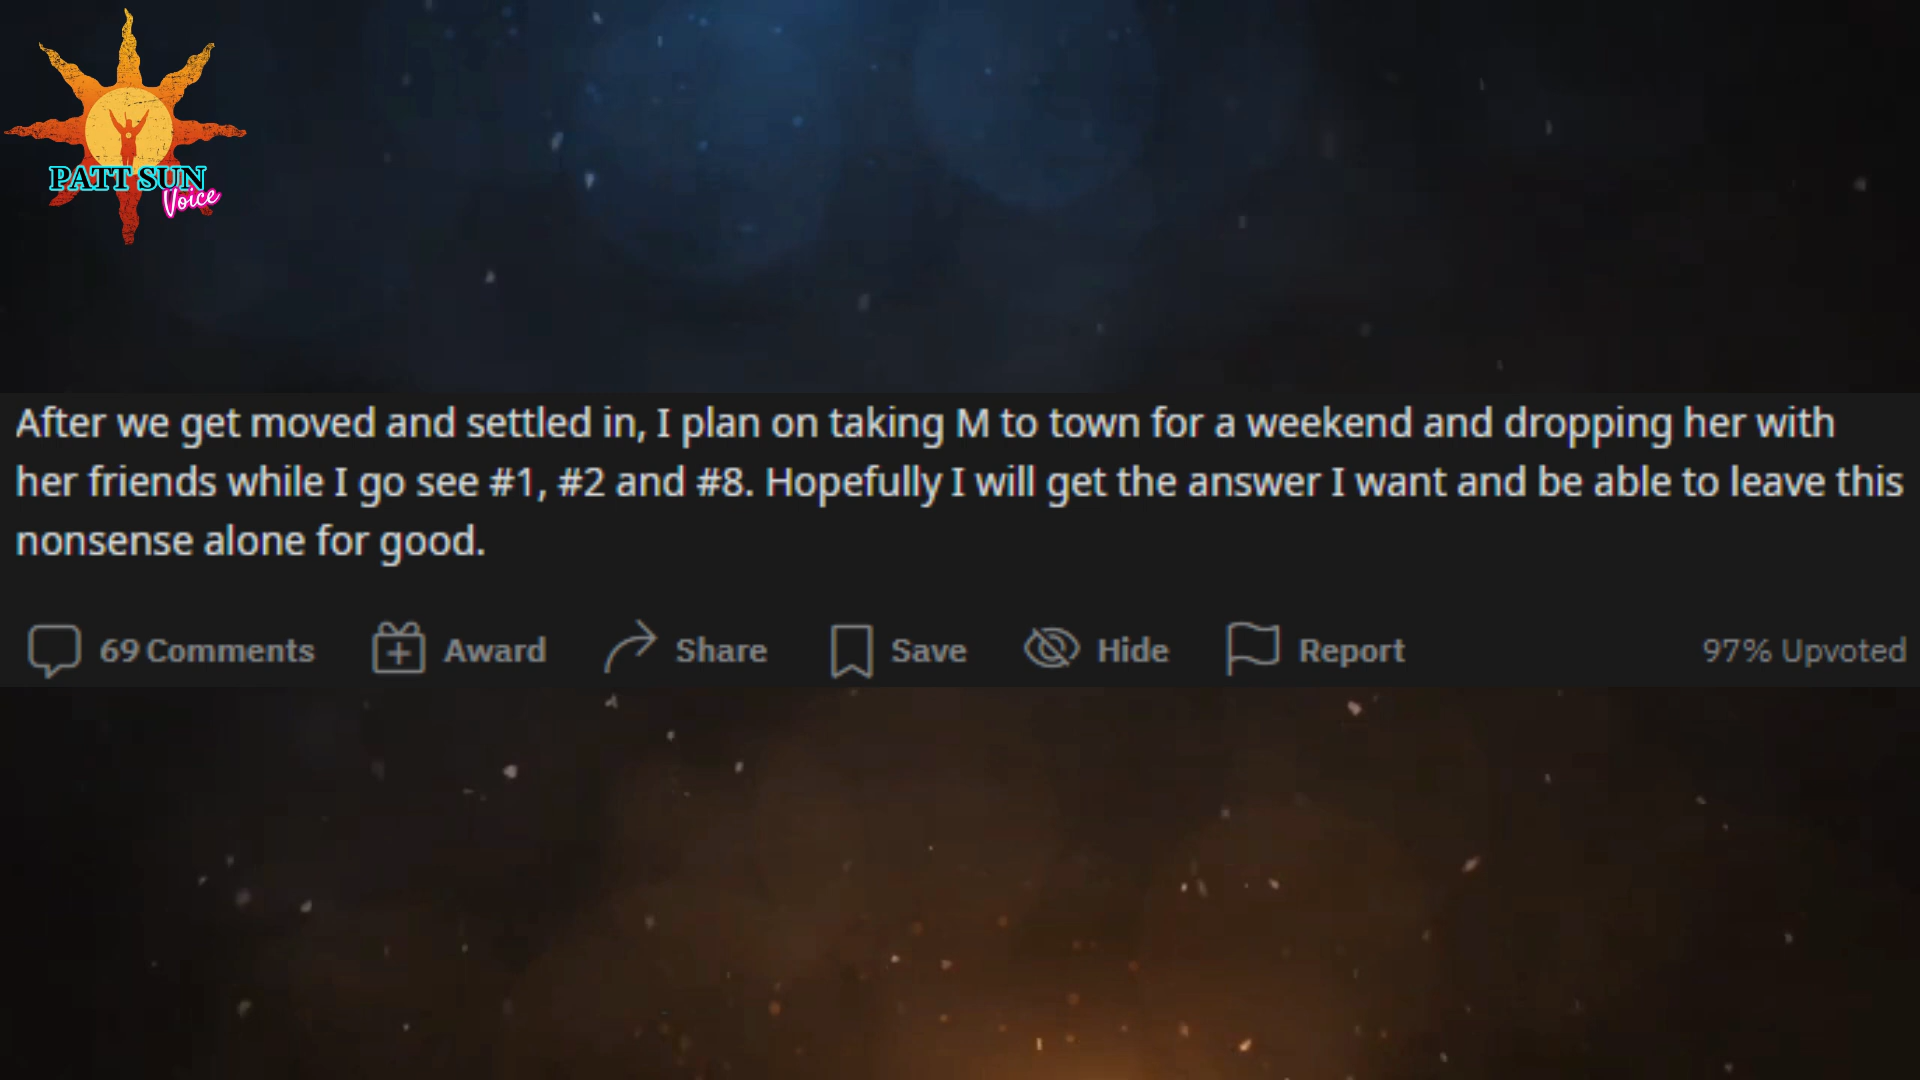 PATT SUN
Voice
After we get moved and settled in, I plan on taking M to town for a weekend and dropping her with
her friends while I go see #1, #2 and #8. Hopefully I will get the answer I want and be able to leave this
nonsense alone for good.
69 Comments Award Share Save Hide Report 97% Upvoted